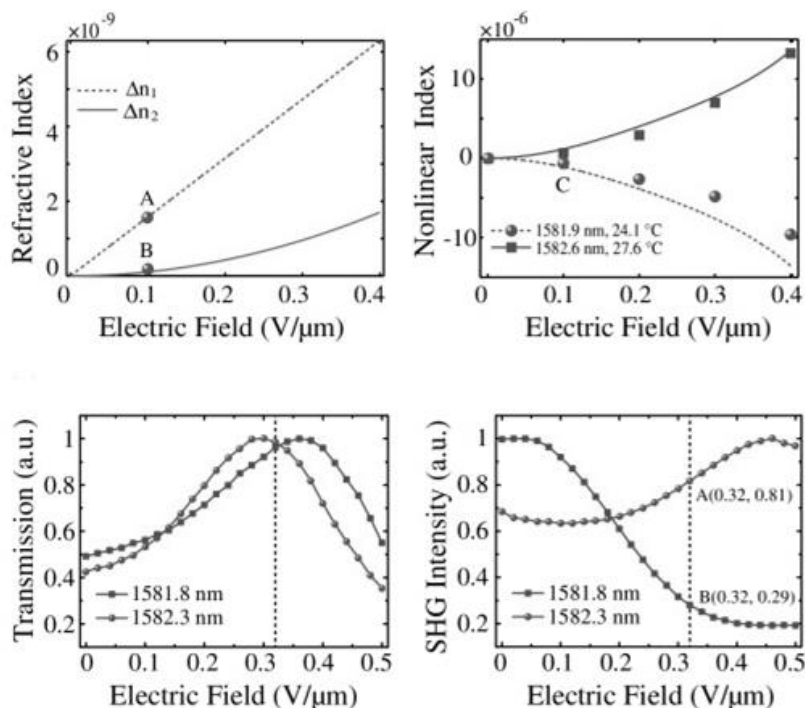 ×10⁻⁹
6
3
0
Refractive Index
Δn₁
Δn₂
A
B
0 0.1 0.2 0.3 0.4
Electric Field (V/μm)
×10⁻⁶
10
0
-10
Nonlinear Index
C
1581.9 nm, 24.1 °C
1582.6 nm, 27.6 °C
0 0.1 0.2 0.3 0.4
Electric Field (V/μm)
1
0.8
0.6
0.4
0.2
Transmission (a.u.)
1581.8 nm
1582.3 nm
0 0.1 0.2 0.3 0.4 0.5
Electric Field (V/μm)
1
0.8
0.6
0.4
0.2
SHG Intensity (a.u.)
A(0.32, 0.81)
B(0.32, 0.29)
1581.8 nm
1582.3 nm
0 0.1 0.2 0.3 0.4 0.5
Electric Field (V/μm)